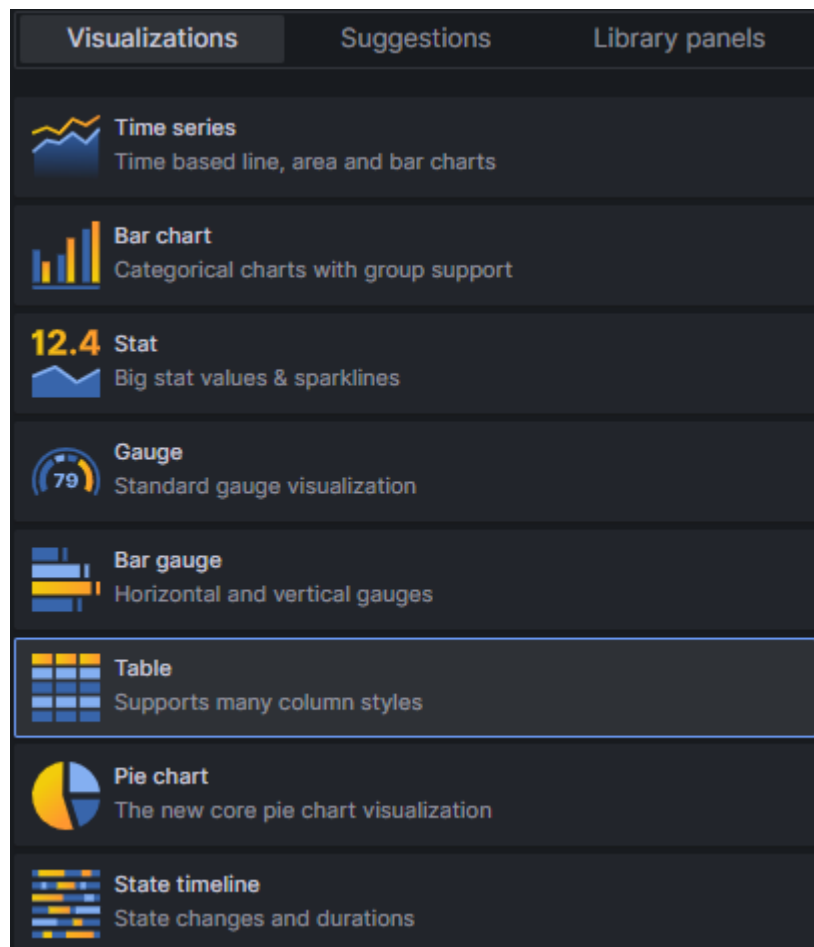 Visualizations Suggestions Library panels
Time series
Time based line, area and bar charts
Bar chart
Categorical charts with group support
12.4 Stat
Big stat values & sparklines
Gauge
79
Standard gauge visualization
Bar gauge
Horizontal and vertical gauges
Table
Supports many column styles
Pie chart
The new core pie chart visualization
State timeline
State changes and durations